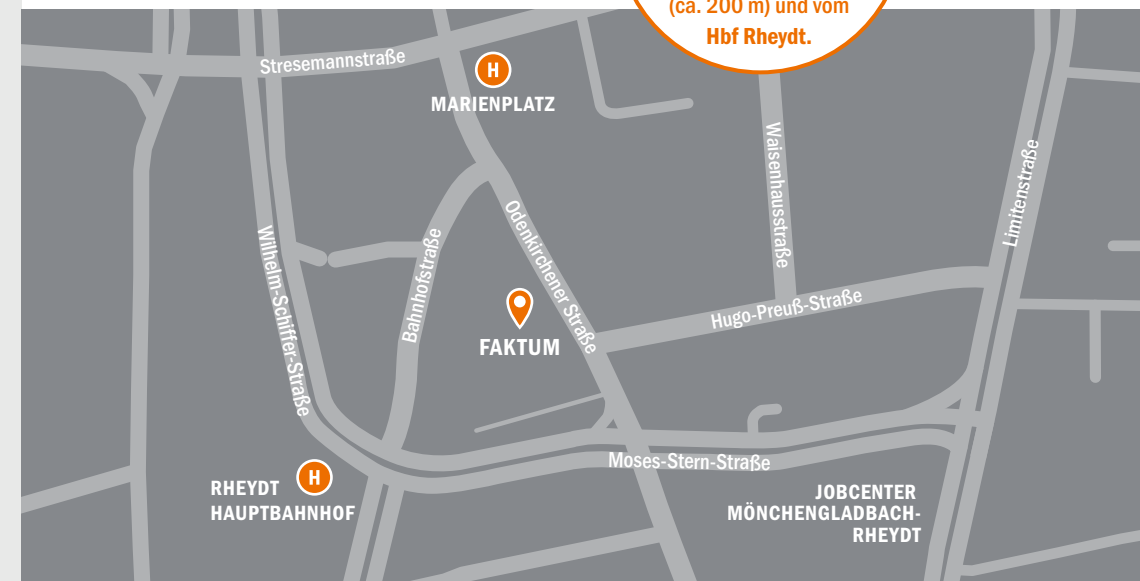 (ca. 200 m) und vom
Hbf Rheydt.
Stresemannstraße
H
MARIENPLATZ
Waisenhausstraße
Limitenstraße
Odenkirchener Straße
Wilhelm-Schiffer-Straße
Bahnhofstraße
Hugo-Preuß-Straße
FAKTUM
Moses-Stern-Straße
H
RHEYDT
HAUPTBAHNHOF
JOBCENTER
MÖNCHENGLADBACH-
RHEYDT